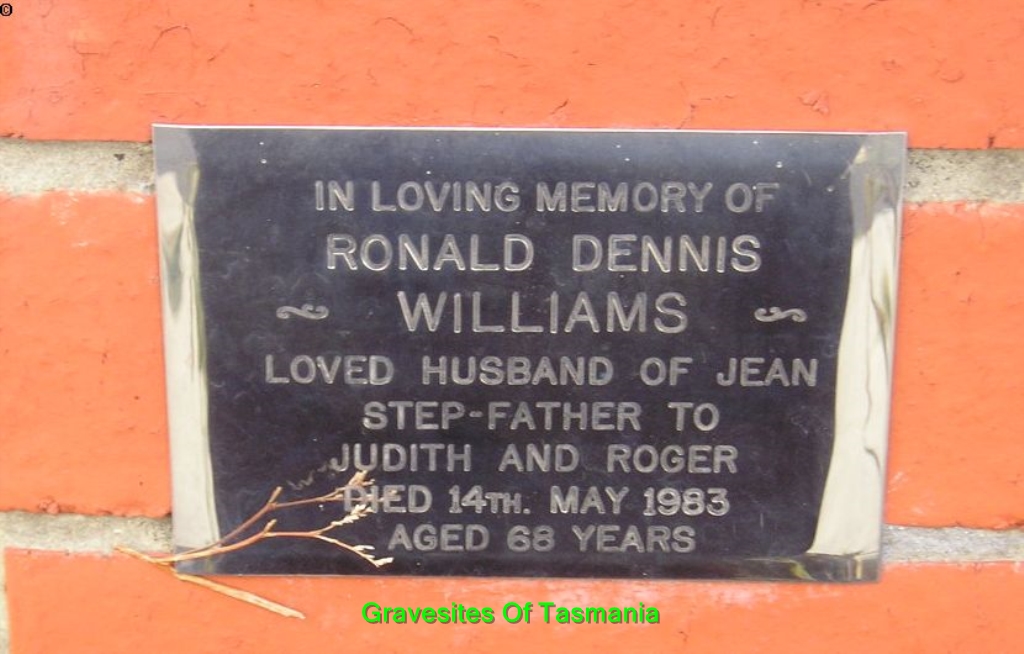 ©
IN LOVING MEMORY OF
RONALD DENNIS
WILLIAMS
LOVED HUSBAND OF JEAN
STEP-FATHER TO
JUDITH AND ROGER
DIED 14TH. MAY 1983
AGED 68 YEARS
Gravesites Of Tasmania